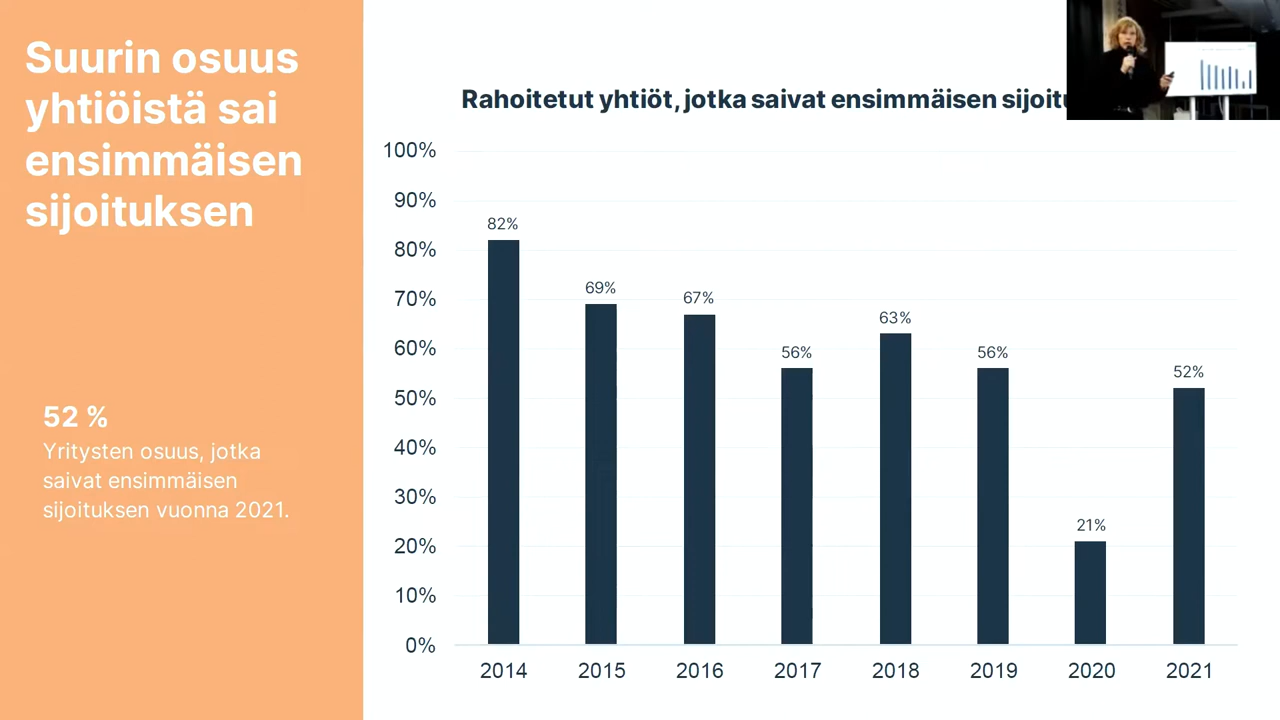 Suurin osuus
yhtiöistä sai
ensimmäisen
sijoituksen
52 %
Yritysten osuus, jotka
saivat ensimmäisen
sijoituksen vuonna 2021.
Rahoitetut yhtiöt, jotka saivat ensimmäisen
100%
90%
80%
70%
60%
50%
40%
30%
20%
10%
0%
82%
69%
67%
56%
63%
56%
21%
52%
2014 2015 2016 2017 2018 2019 2020 2021